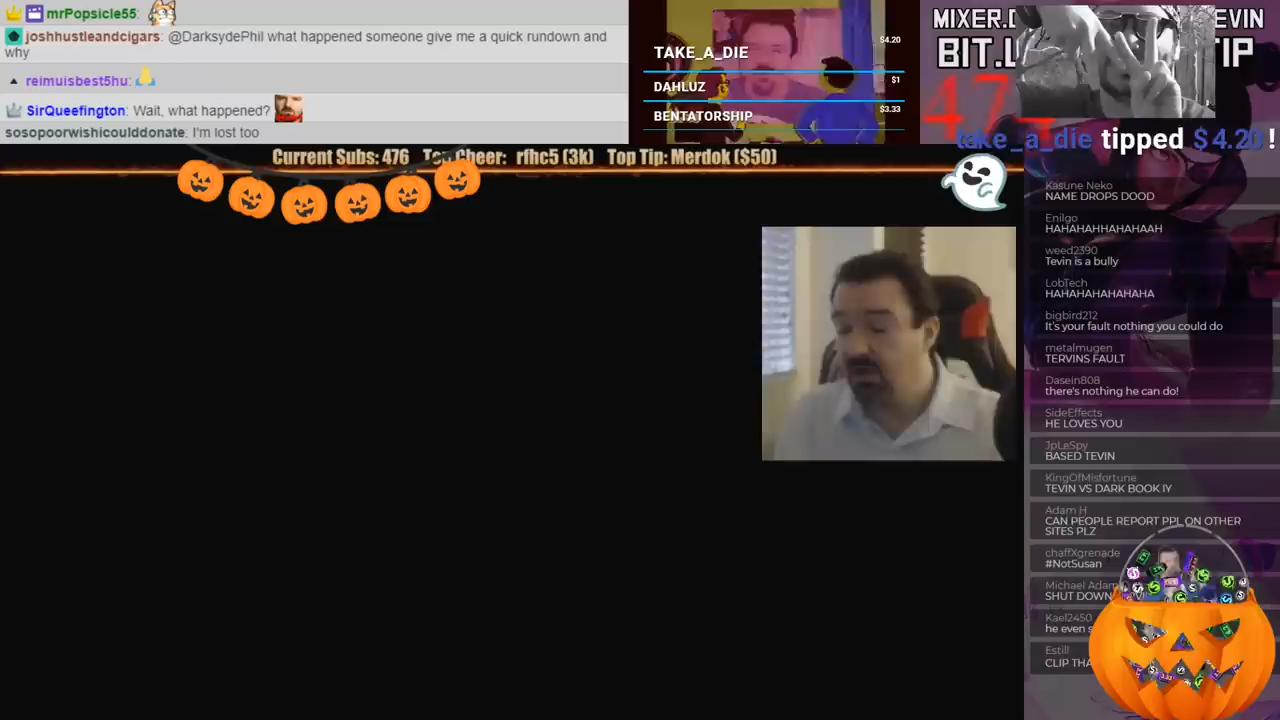 mrPopsicle55:
joshhustleandcigars: @DarksydePhil what happened someone give me a quick rundown and
why
reimuisbest5hu:
SirQueefington: Wait, what happened?
sosopoorwishicoulddonate: I'm lost too
TAKE_A_DIE $4.20
DAHLUZ $1
BENTATORSHIP $3.33
EVIN
BIT.L
TIP
take_a_die tipped $4.20!
Current Subs: 476 Top Cheer: rfhc5 (3k) Top Tip: Merdok ($50)
Kasune Neko
NAME DROPS DOOD
Enilgo
HAHAHAHHAHAHAAH
weed2390
Tevin is a bully
LobTech
HAHAHAHAHAHAHA
bigbird212
It's your fault nothing you could do
metalmugen
TERVINS FAULT
Dasein808
there's nothing he can do!
SideEffects
HE LOVES YOU
JpLeSpy
BASED TEVIN
KingOfMisfortune
TEVIN VS DARK BOOK IY
Adam H
CAN PEOPLE REPORT PPL ON OTHER
SITES PLZ
chaffXgrenade
#NotSusan
Michael Adam
SHUT DOWN
Kael2450
he even s
Estill
CLIP THA